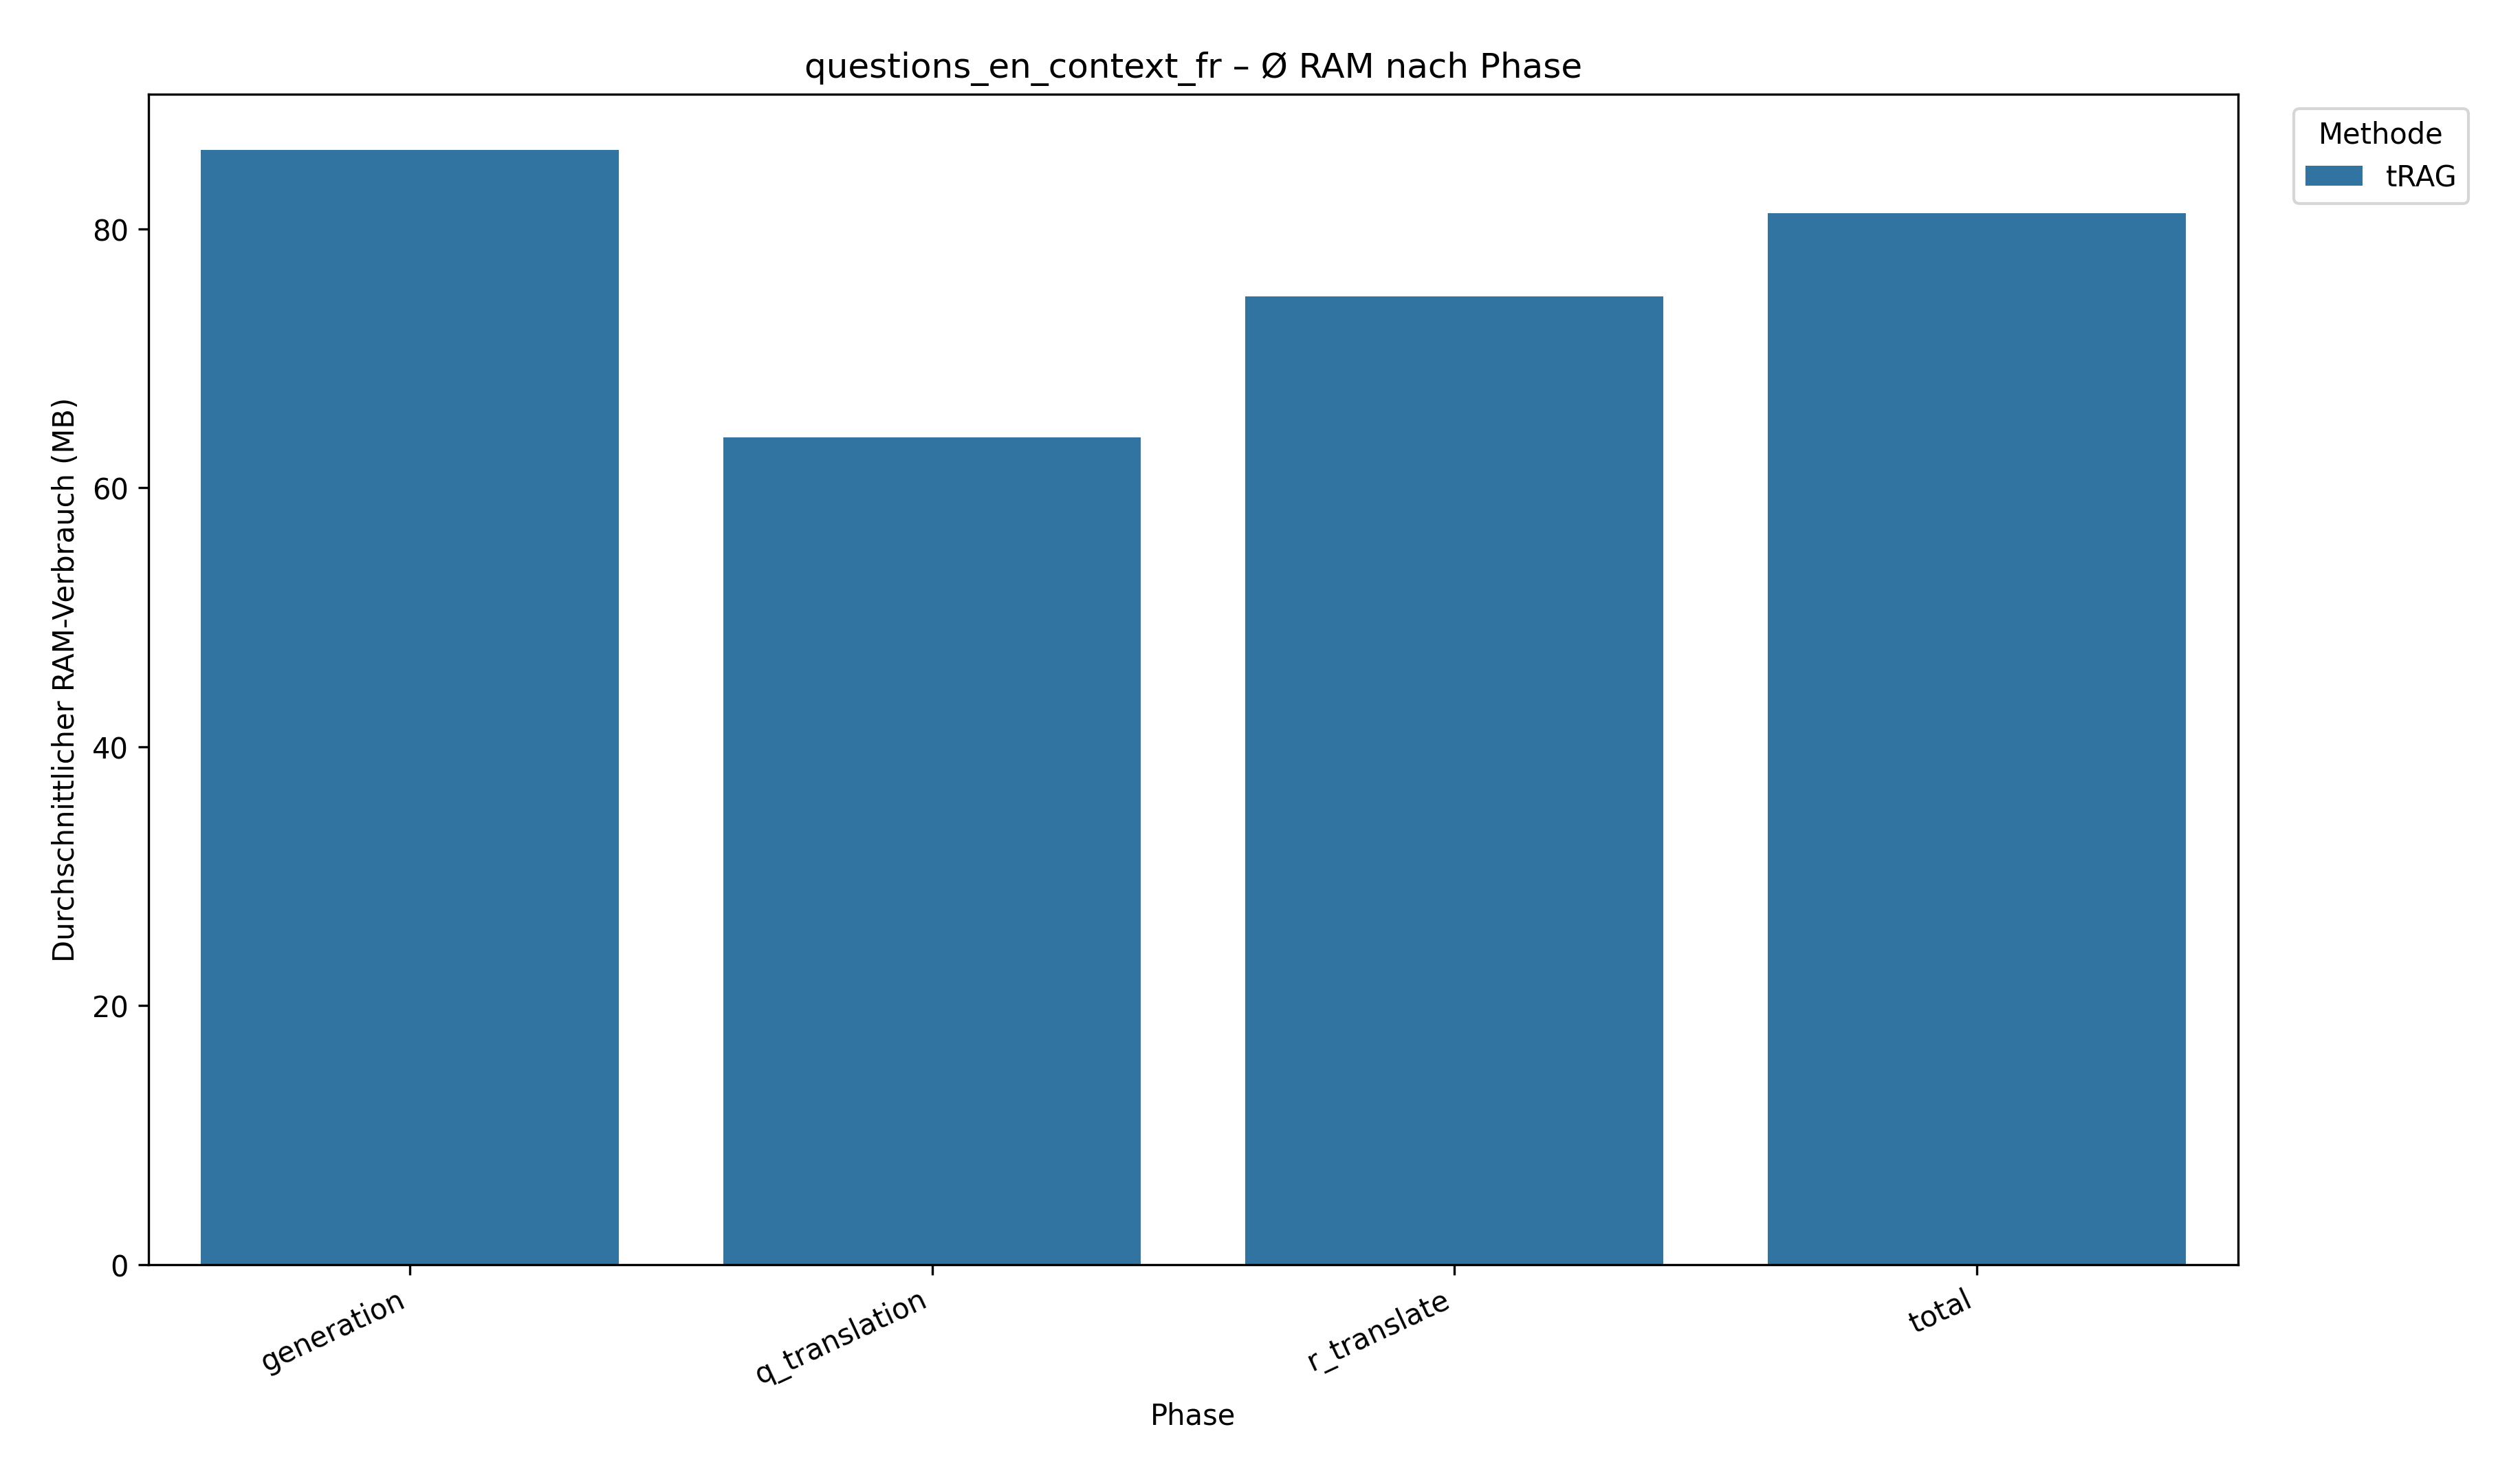 questions_en_context_fr – Ø RAM nach Phase
Methode
tRAG
Durchschnittlicher RAM-Verbrauch (MB)
80
60
40
20
0
generation
q_translation
r_translate
total
Phase